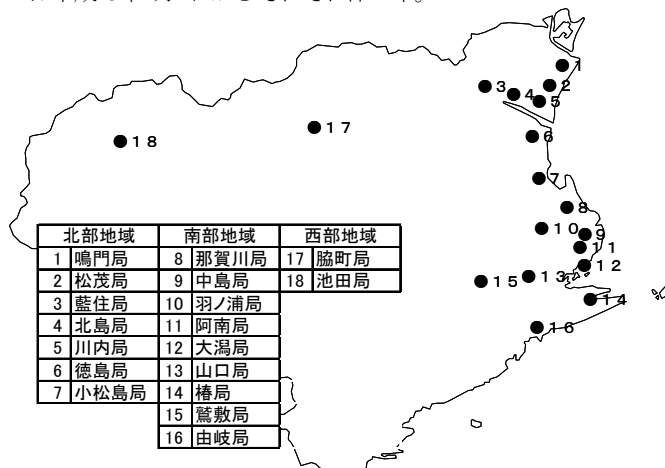 1
2
3
4
5
6
17
18
7
8
10
9
11
12
13
15
14
16
北部地域 南部地域 西部地域
1 鳴門局 8 那賀川局 17 脇町局
2 松茂局 9 中島局 18 池田局
3 藍住局 10 羽ノ浦局
4 北島局 11 阿南局
5 川内局 12 大潟局
6 徳島局 13 山口局
7 小松島局 14 椿局
15 鷲敷局
16 由岐局